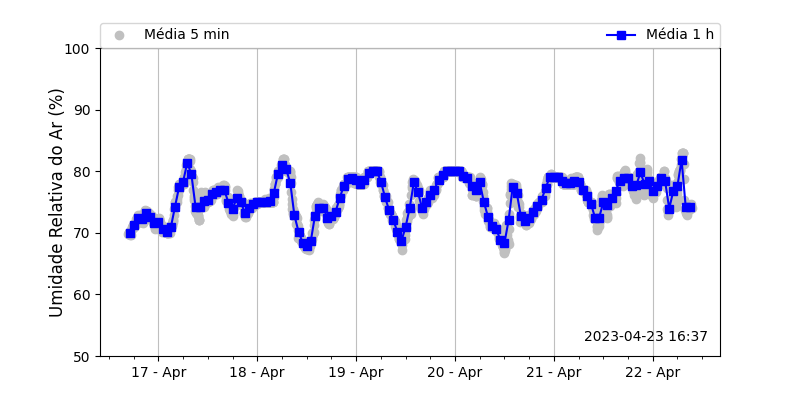 Média 5 min
Média 1 h
Umidade Relativa do Ar (%)
100
90
80
70
60
50
2023-04-23 16:37
17 - Apr
18 - Apr
19 - Apr
20 - Apr
21 - Apr
22 - Apr